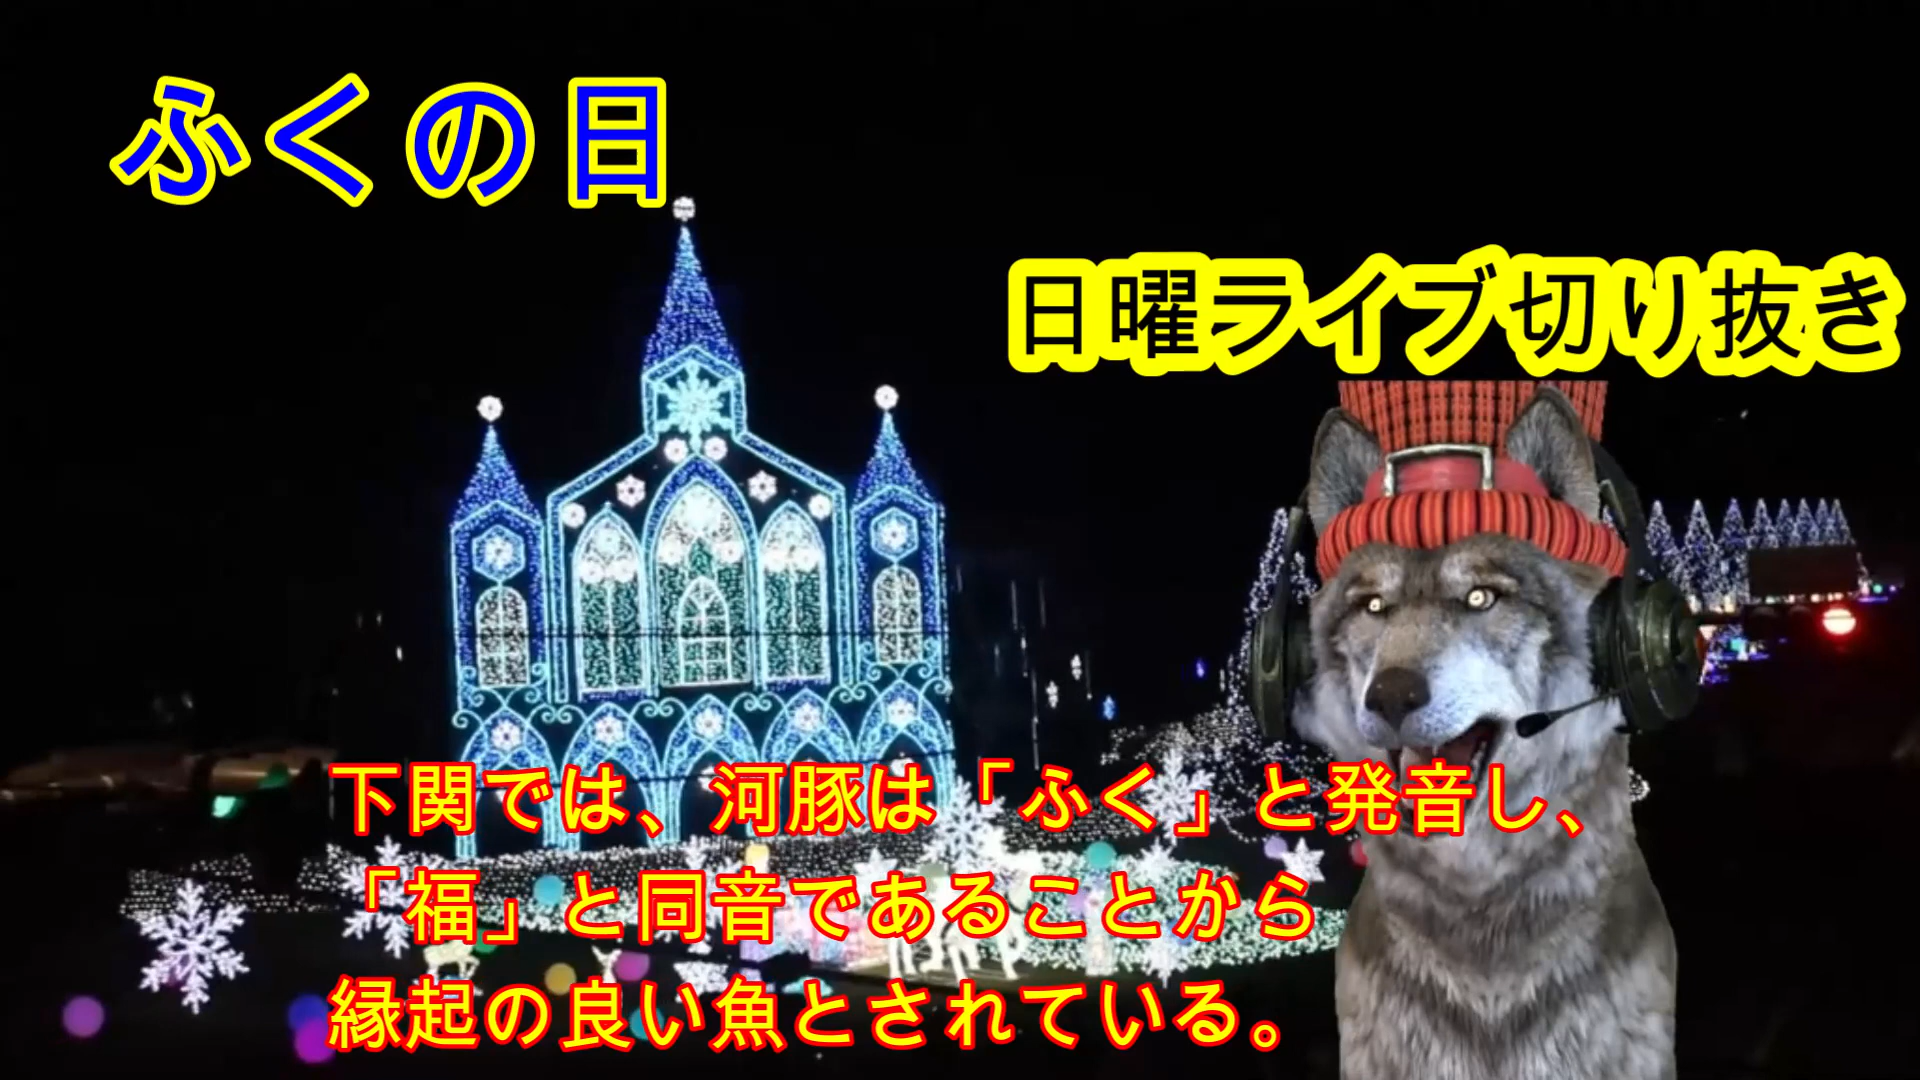 ふくの日
日曜ライブ切り抜き
下関では、河豚は「ふく」と発音し、
「福」と同音であることから
縁起の良い魚とされている。